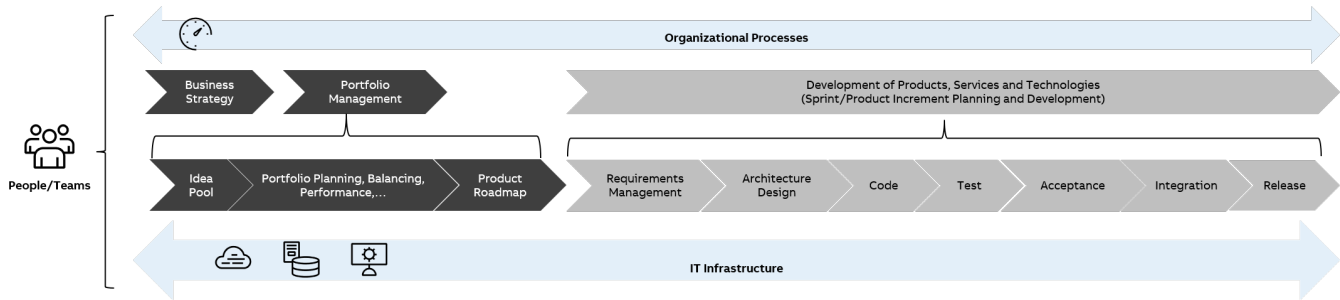 Organizational Processes
Business
Strategy
Portfolio
Management
Development of Products, Services and Technologies
(Sprint/Product Increment Planning and Development)
People/Teams
Idea
Pool
Portfolio Planning, Balancing,
Performance,...
Product
Roadmap
Requirements
Management
Architecture
Design
Code
Test
Acceptance
Integration
Release
IT Infrastructure